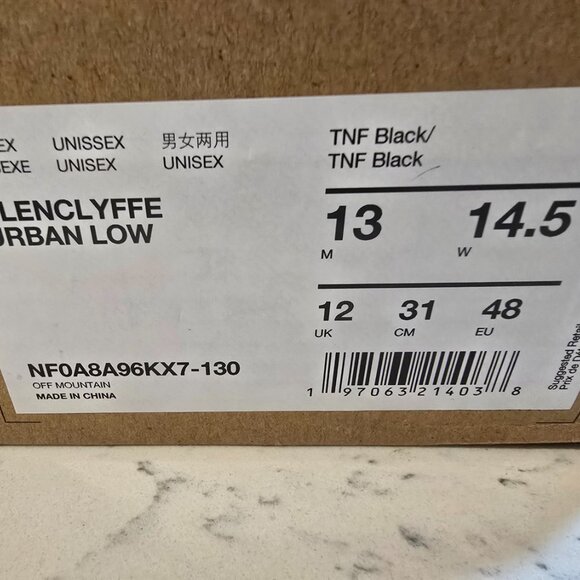 EX UNISSEX 男女两用
EXE UNISEX UNISEX
LENCLYFFE
URBAN LOW
TNF Black/
TNF Black
13 14.5
M W
12 31 48
UK CM EU
NF0A8A96KX7-130
OFF MOUNTAIN
MADE IN CHINA
1 97063 21403 8
Suggested Retai
Prix de Dé